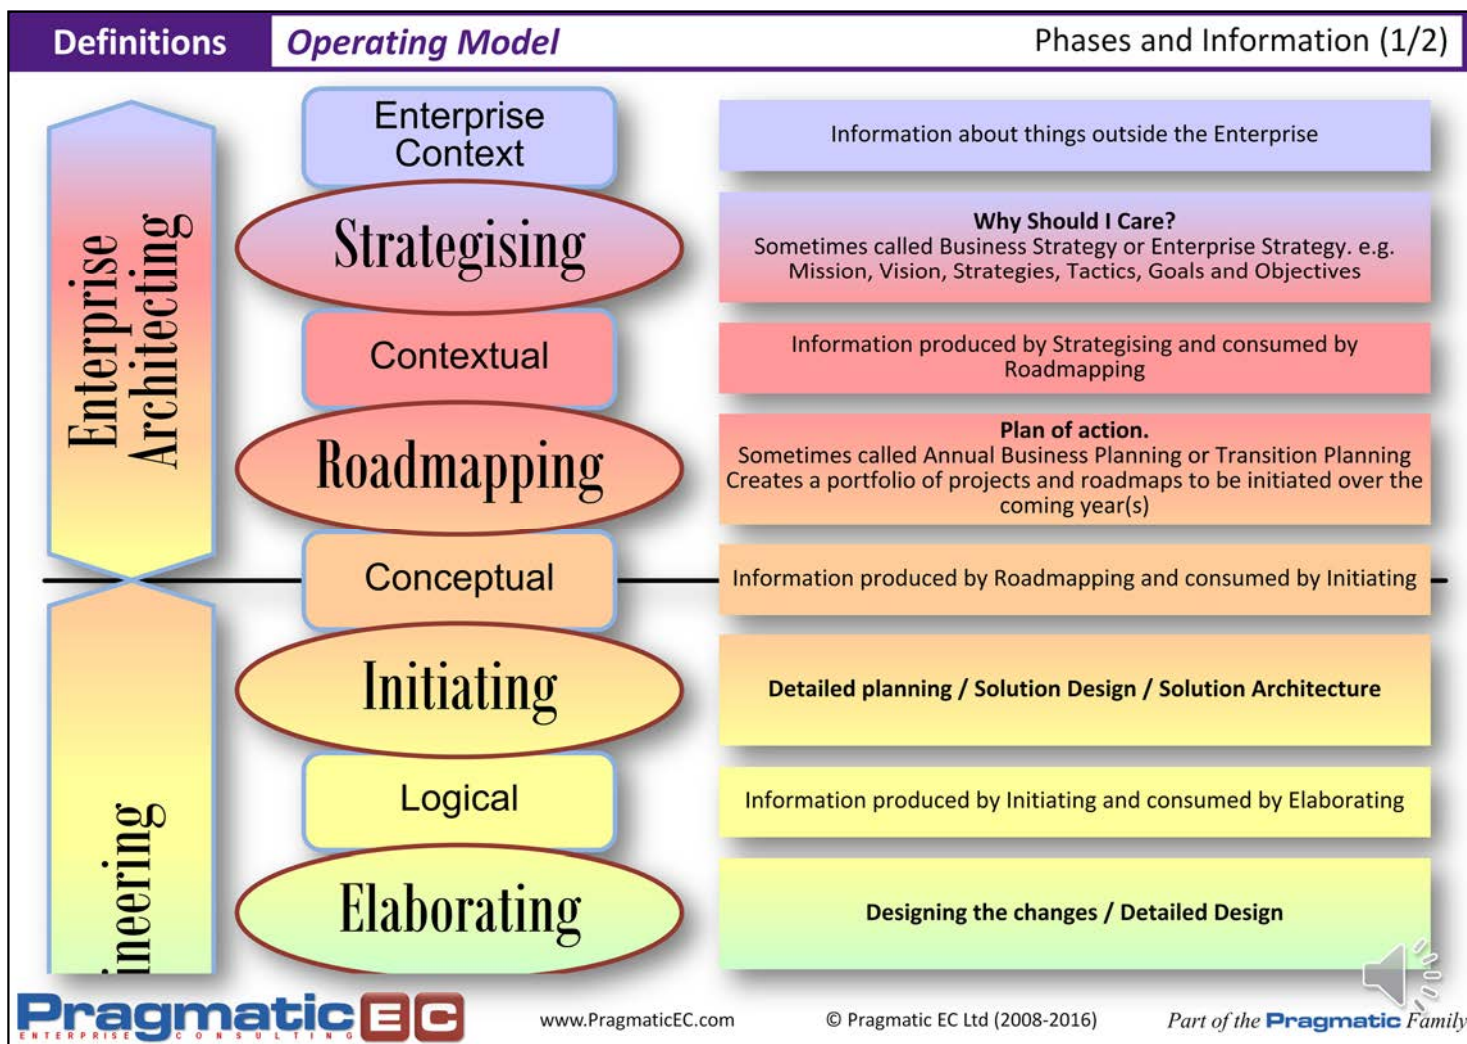 Definitions
Operating Model
Phases and Information (1/2)
Enterprise
Architecting
Enterprise
Context
Information about things outside the Enterprise
Strategising
Why Should I Care?
Sometimes called Business Strategy or Enterprise Strategy. e.g.
Mission, Vision, Strategies, Tactics, Goals and Objectives
Contextual
Information produced by Strategising and consumed by
Roadmapping
Roadmapping
Plan of action.
Sometimes called Annual Business Planning or Transition Planning
Creates a portfolio of projects and roadmaps to be initiated over the
coming year(s)
Conceptual
Information produced by Roadmapping and consumed by Initiating
Initiating
Detailed planning / Solution Design / Solution Architecture
Logical
Information produced by Initiating and consumed by Elaborating
ineering
Elaborating
Designing the changes / Detailed Design
Pragmatic EC
ENTERPRISE CONSULTING
www.PragmaticEC.com
© Pragmatic EC Ltd (2008-2016)
Part of the Pragmatic Family